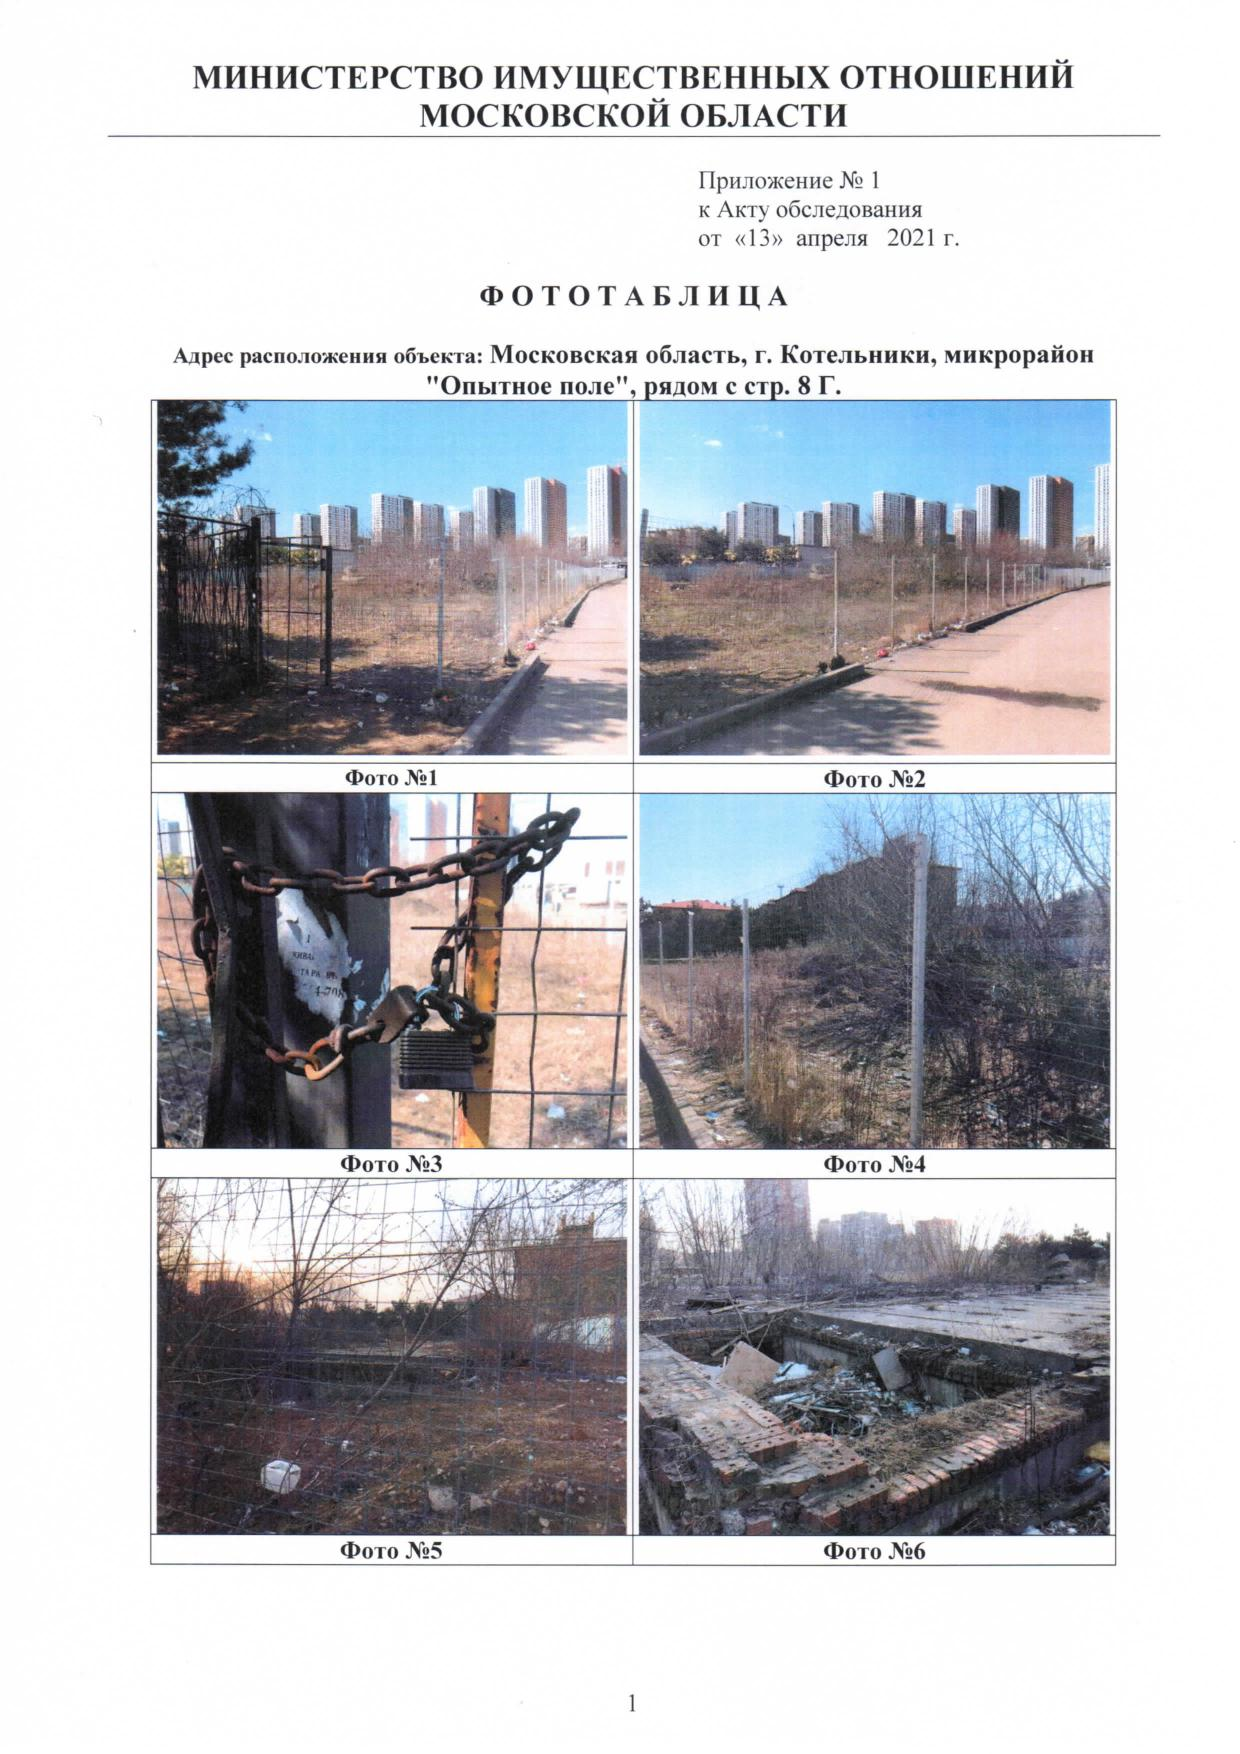 МИНИСТЕРСТВО ИМУЩЕСТВЕННЫХ ОТНОШЕНИЙ
МОСКОВСКОЙ ОБЛАСТИ
Приложение № 1
к Акту обследования
от «13» апреля 2021 г.
Ф О Т О Т А Б Л И Ц А
Адрес расположения объекта: Московская область, г. Котельники, микрорайон
"Опытное поле", рядом с стр. 8 Г.
Фото №1
Фото №2
Фото №3
Фото №4
Фото №5
Фото №6
1